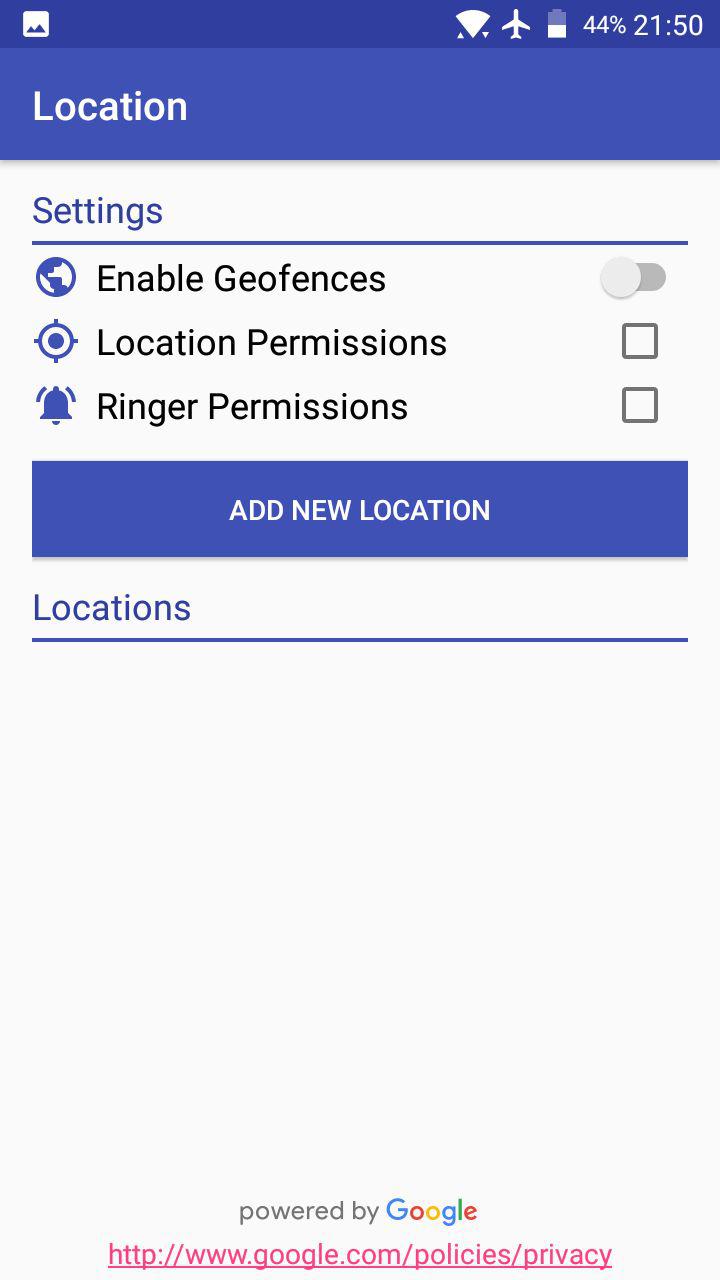 44% 21:50
Location
Settings
Enable Geofences
Location Permissions
Ringer Permissions
ADD NEW LOCATION
Locations
powered by Google
http://www.google.com/policies/privacy